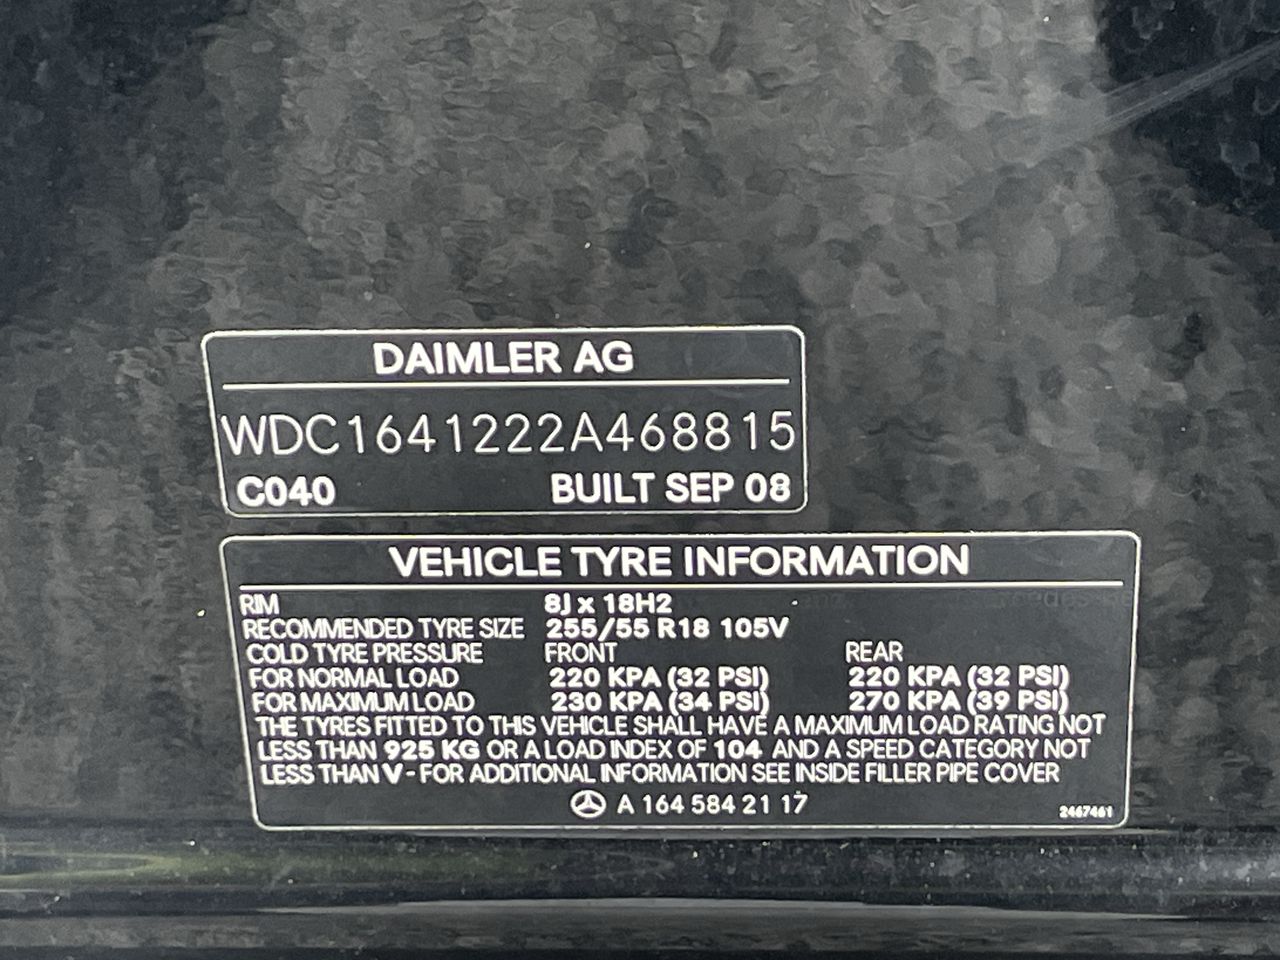 DAIMLER AG
WDC1641222A468815
C040 BUILT SEP 08
VEHICLE TYRE INFORMATION
RIM 8J x 18H2
RECOMMENDED TYRE SIZE 255/55 R18 105V
COLD TYRE PRESSURE FRONT REAR
FOR NORMAL LOAD 220 KPA (32 PSI) 220 KPA (32 PSI)
FOR MAXIMUM LOAD 230 KPA (34 PSI) 270 KPA (39 PSI)
THE TYRES FITTED TO THIS VEHICLE SHALL HAVE A MAXIMUM LOAD RATING NOT
LESS THAN 925 KG OR A LOAD INDEX OF 104 AND A SPEED CATEGORY NOT
LESS THAN V - FOR ADDITIONAL INFORMATION SEE INSIDE FILLER PIPE COVER
A 164 584 21 17
2467461